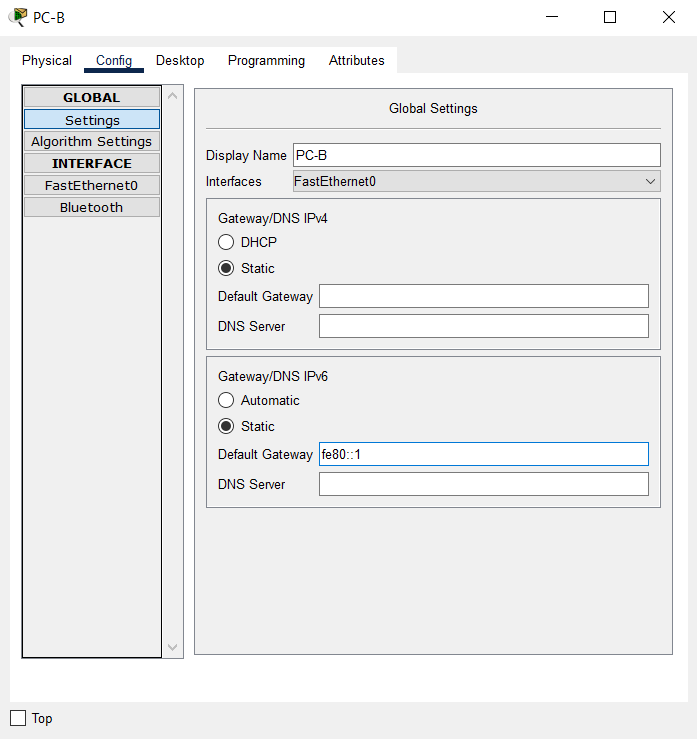 PC-B
Physical Config Desktop Programming Attributes
GLOBAL
Settings
Algorithm Settings
INTERFACE
FastEthernet0
Bluetooth
Global Settings
Display Name PC-B
Interfaces FastEthernet0
Gateway/DNS IPv4
DHCP
Static
Default Gateway
DNS Server
Gateway/DNS IPv6
Automatic
Static
Default Gateway fe80::1
DNS Server
Top